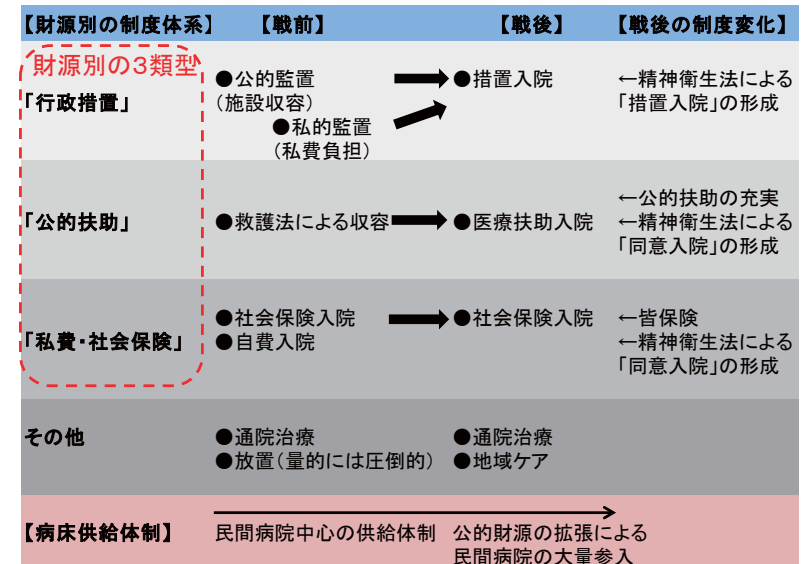 【財源別の制度体系】 【戦前】 【戦後】 【戦後の制度変化】
財源別の3類型
「行政措置」
●公的監置
(施設収容)
●私的監置
(私費負担)
●措置入院
←精神衛生法による
「措置入院」の形成
「公的扶助」
●救護法による収容
●医療扶助入院
←公的扶助の充実
←精神衛生法による
「同意入院」の形成
「私費・社会保険」
●社会保険入院
●自費入院
●社会保険入院
←皆保険
←精神衛生法による
「同意入院」の形成
その他
●通院治療
●放置(量的には圧倒的)
●通院治療
●地域ケア
【病床供給体制】
民間病院中心の供給体制
公的財源の拡張による
民間病院の大量参入